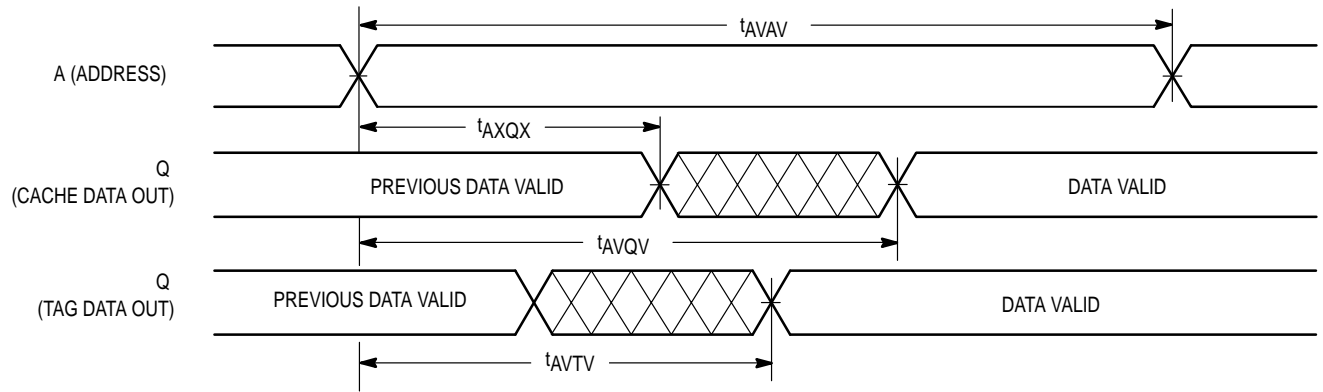 tAVAV
A (ADDRESS)
tAXQX
Q
(CACHE DATA OUT)
PREVIOUS DATA VALID
DATA VALID
tAVQV
Q
(TAG DATA OUT)
PREVIOUS DATA VALID
DATA VALID
tAVTV